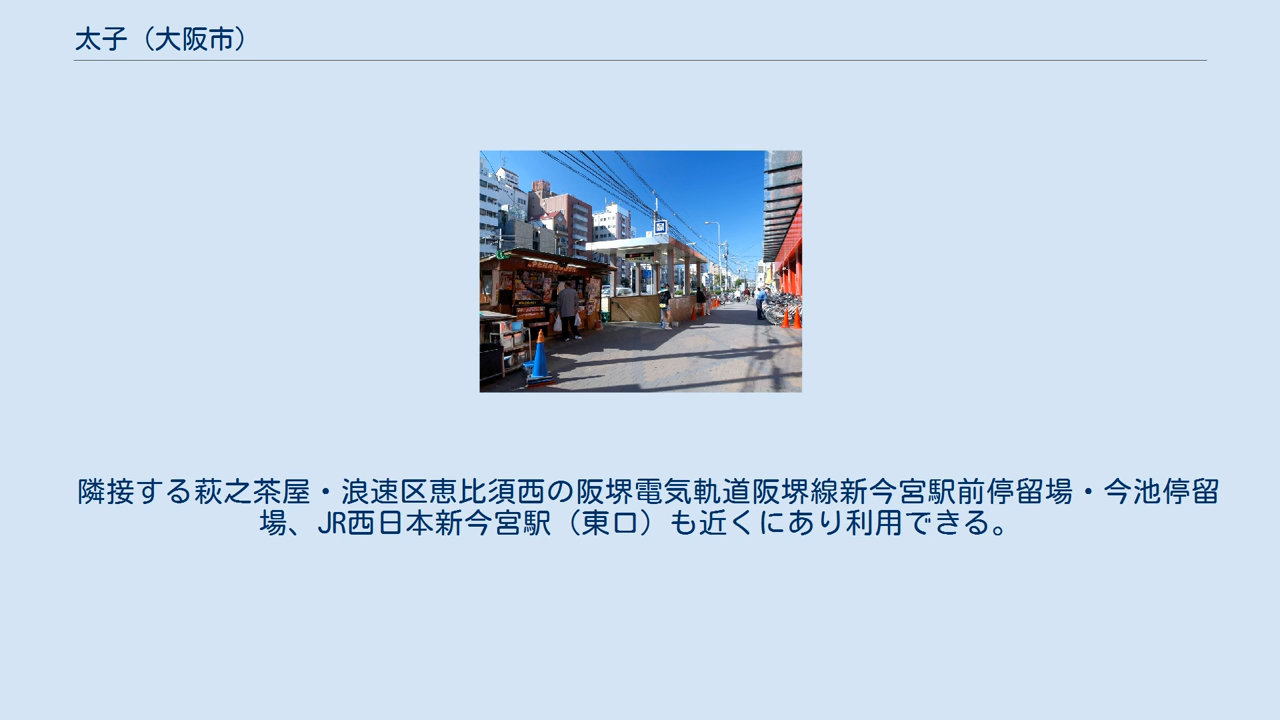 太子（大阪市）
隣接する萩之茶屋・浪速区恵比須西の阪堺電気軌道阪堺線新今宮駅前停留場・今池停留
場、JR西日本新今宮駅（東口）も近くにあり利用できる。